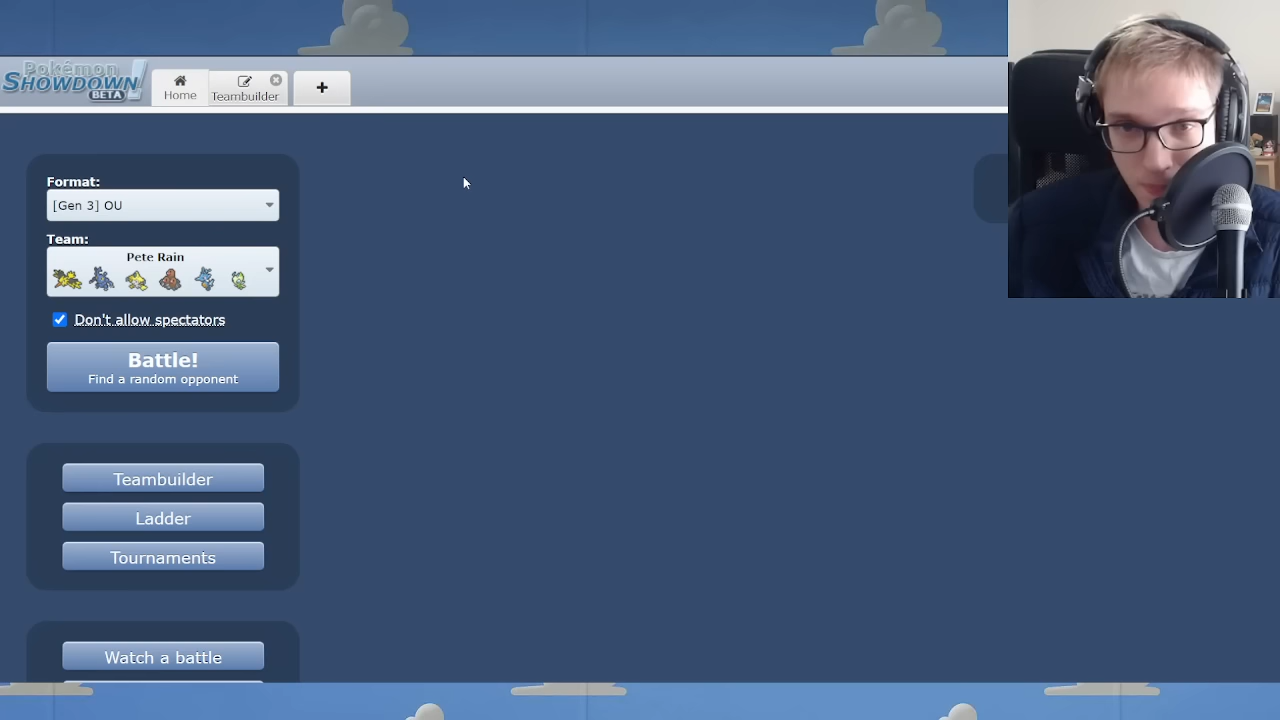 Pokémon
SHOWDOWN!
BETA
Home
Teambuilder
+
Format:
[Gen 3] OU
Team:
Pete Rain
Don't allow spectators
Battle!
Find a random opponent
Teambuilder
Ladder
Tournaments
Watch a battle